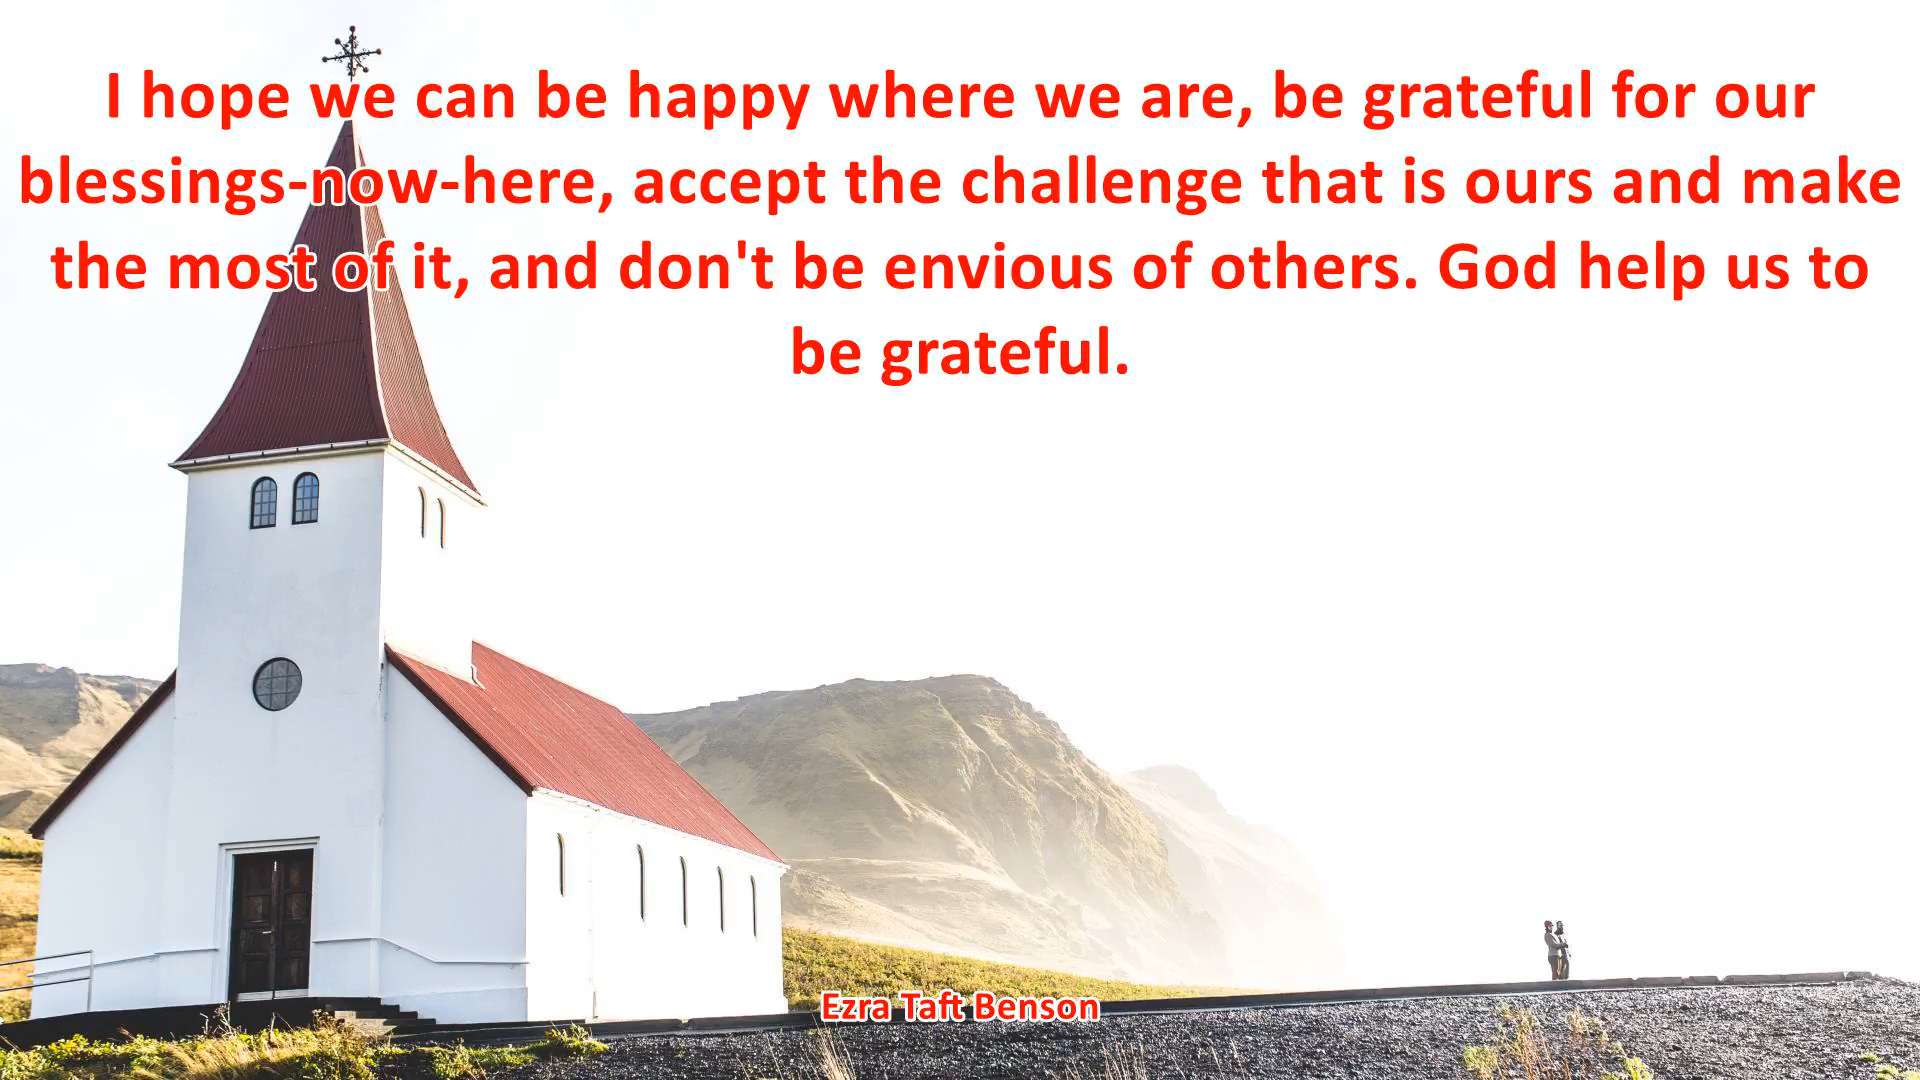 I hope we can be happy where we are, be grateful for our
blessings-now-here, accept the challenge that is ours and make
the most of it, and don't be envious of others. God help us to
be grateful.
Ezra Taft Benson